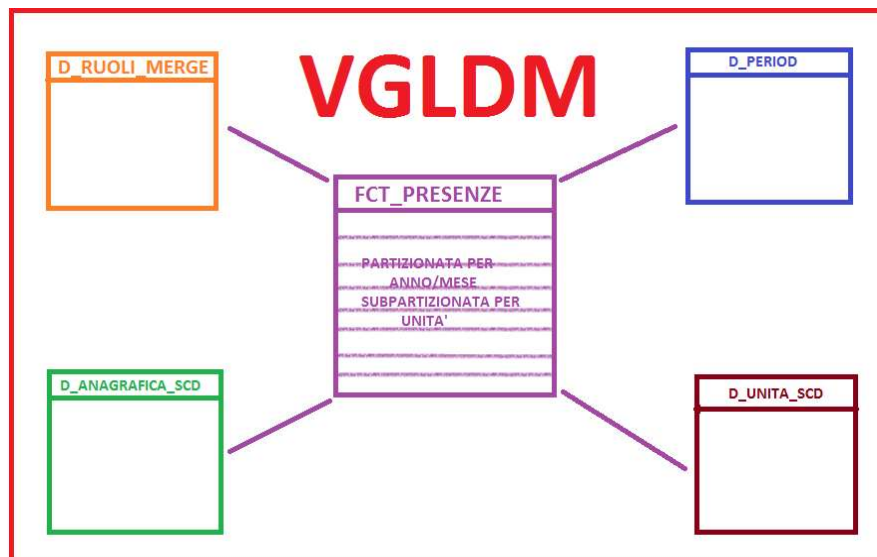 D_RUOLI_MERGE
VGLDM
D_PERIOD
FCT_PRESENZE
PARTIZIONATA PER
ANNO/MESE
SUBPARTIZIONATA PER
UNITA'
D_ANAGRAFICA_SCD
D_UNITA_SCD